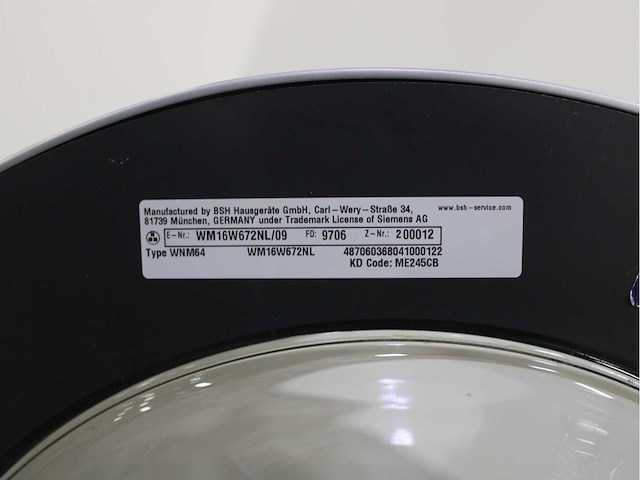 Manufactured by BSH Hausgeräte GmbH, Carl-Wery-Straße 34, www.bsh-service.com
81739 München, GERMANY under Trademark License of Siemens AG
E-Nr.: WM16W672NL/09 FD: 9706 Z-Nr.: 200012
Type WNM64 WM16W672NL 487060368041000122
KD Code: ME245CB